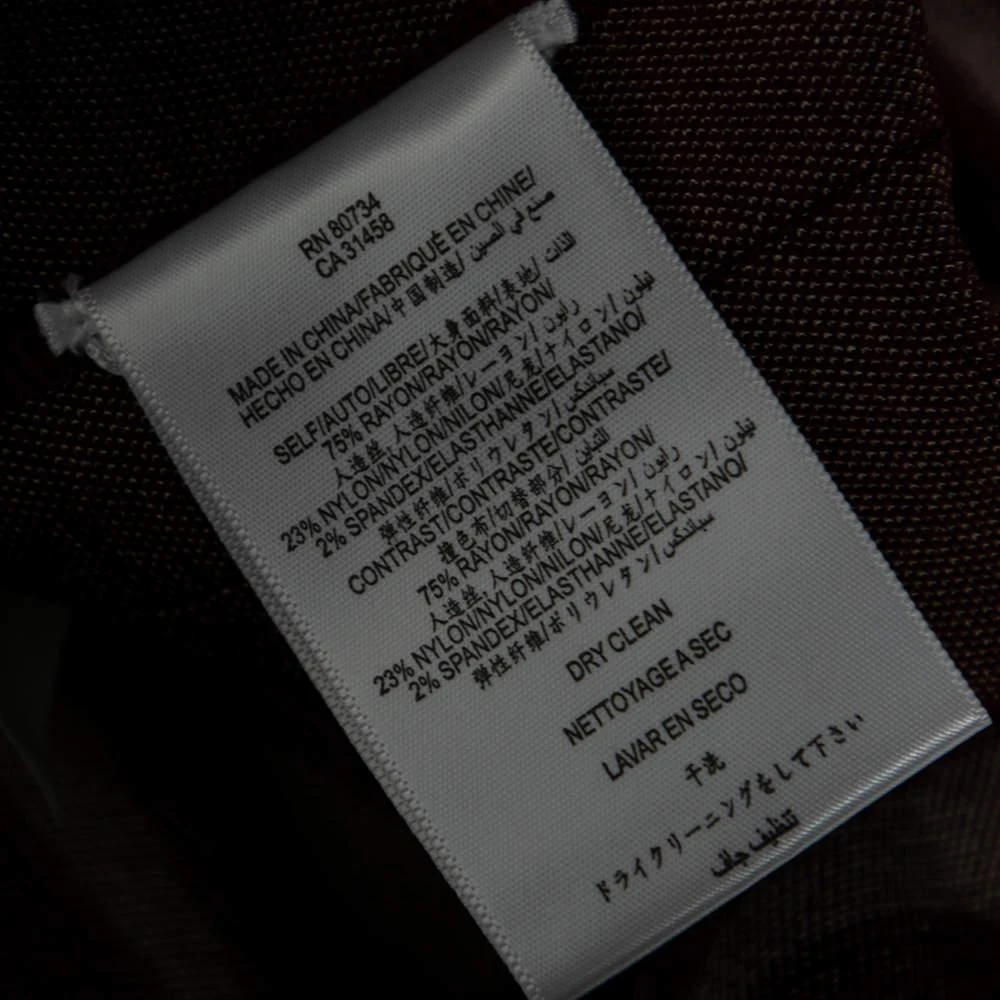 RN 80734
CA 31458
MADE IN CHINA/FABRIQUÉ EN CHINE/
HECHO EN CHINA/中国制造/ صنع في الصين
SELF/AUTO/LIBRE/大身面料/表地/ الذات
75% RAYON/RAYON/RAYON/
人造丝, 人造纤维/レーヨン/ رايون
23% NYLON/NYLON/NILON/尼龙/ナイロン/ نيلون
2% SPANDEX/ELASTHANNE/ELASTANO/
弹性纤维/ポリウレタン/ سباندكس
CONTRAST/CONTRASTE/CONTRASTE/
撞色布/切替部分/ التباين
75% RAYON/RAYON/RAYON/
人造丝, 人造纤维/レーヨン/ رايون
23% NYLON/NYLON/NILON/尼龙/ナイロン/ نيلون
2% SPANDEX/ELASTHANNE/ELASTANO/
弹性纤维/ポリウレタン/ سباندكس
DRY CLEAN
NETTOYAGE A SEC
LAVAR EN SECO
干洗
ドライクリーニングをして下さい
تنظيف جاف